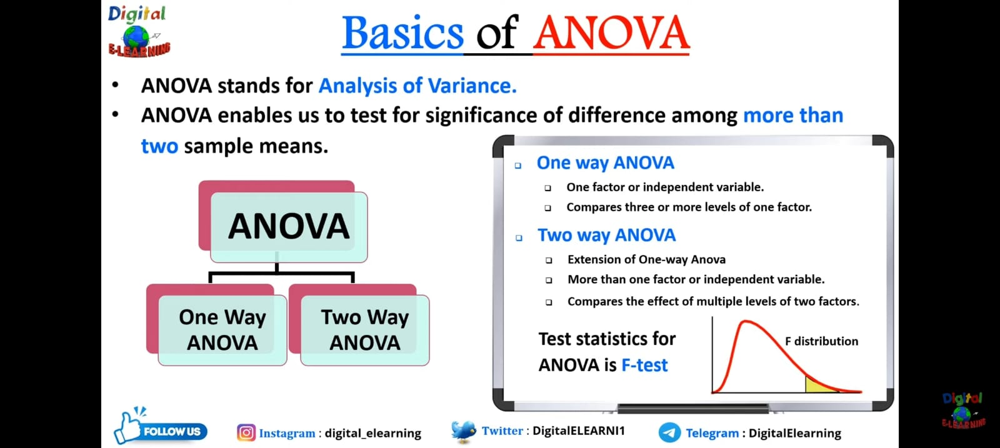 Digital
E-LEARNING
Basics of ANOVA
• ANOVA stands for Analysis of Variance.
• ANOVA enables us to test for significance of difference among more than
two sample means.
ANOVA
One Way
ANOVA
Two Way
ANOVA
One way ANOVA
One factor or independent variable.
Compares three or more levels of one factor.
Two way ANOVA
Extension of One-way Anova
More than one factor or independent variable.
Compares the effect of multiple levels of two factors.
Test statistics for
ANOVA is F-test
F distribution
FOLLOW US
Instagram : digital_elearning
Twitter : DigitalELEARNI1
Telegram : DigitalElearning
Digital
E-LEARNING